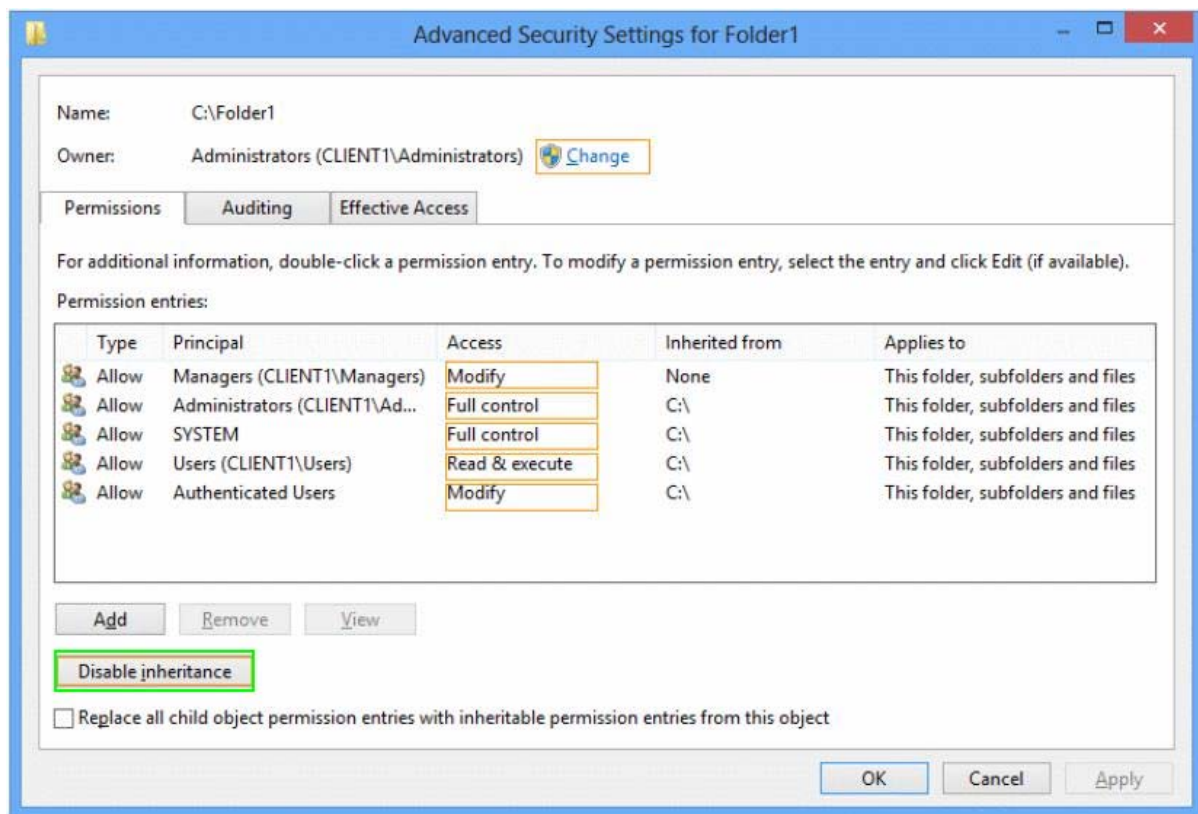 Advanced Security Settings for Folder1
Name: C:\Folder1
Owner: Administrators (CLIENT1\Administrators) Change
Permissions Auditing Effective Access
For additional information, double-click a permission entry. To modify a permission entry, select the entry and click Edit (if available).
Permission entries:
Type Principal Access Inherited from Applies to
Allow Managers (CLIENT1\Managers) Modify None This folder, subfolders and files
Allow Administrators (CLIENT1\Ad... Full control C:\ This folder, subfolders and files
Allow SYSTEM Full control C:\ This folder, subfolders and files
Allow Users (CLIENT1\Users) Read & execute C:\ This folder, subfolders and files
Allow Authenticated Users Modify C:\ This folder, subfolders and files
Add Remove View
Disable inheritance
Replace all child object permission entries with inheritable permission entries from this object
OK Cancel Apply